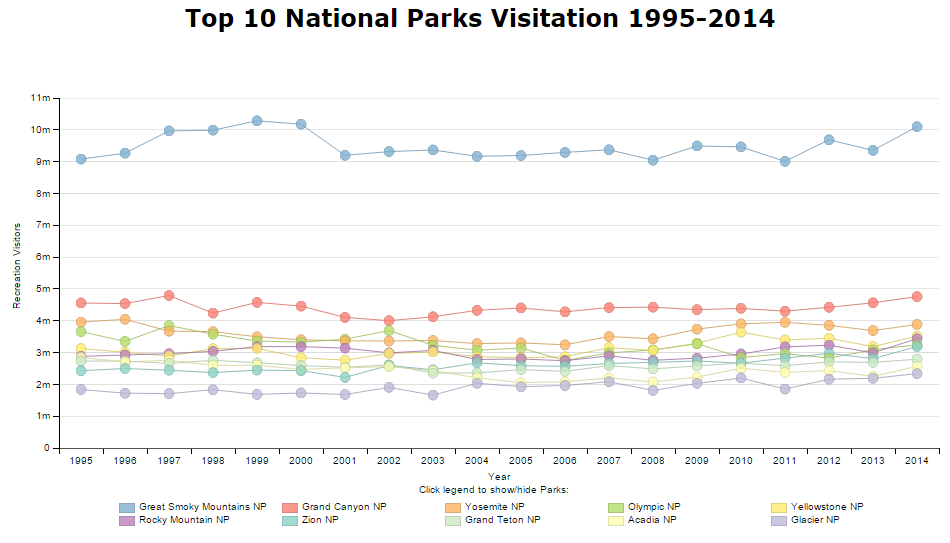 Top 10 National Parks Visitation 1995-2014
11m
10m
9m
8m
7m
6m
5m
4m
3m
2m
1m
0
Recreation Visitors
1995 1996 1997 1998 1999 2000 2001 2002 2003 2004 2005 2006 2007 2008 2009 2010 2011 2012 2013 2014
Year
Click legend to show/hide Parks:
Great Smoky Mountains NP Grand Canyon NP Yosemite NP Olympic NP Yellowstone NP
Rocky Mountain NP Zion NP Grand Teton NP Acadia NP Glacier NP